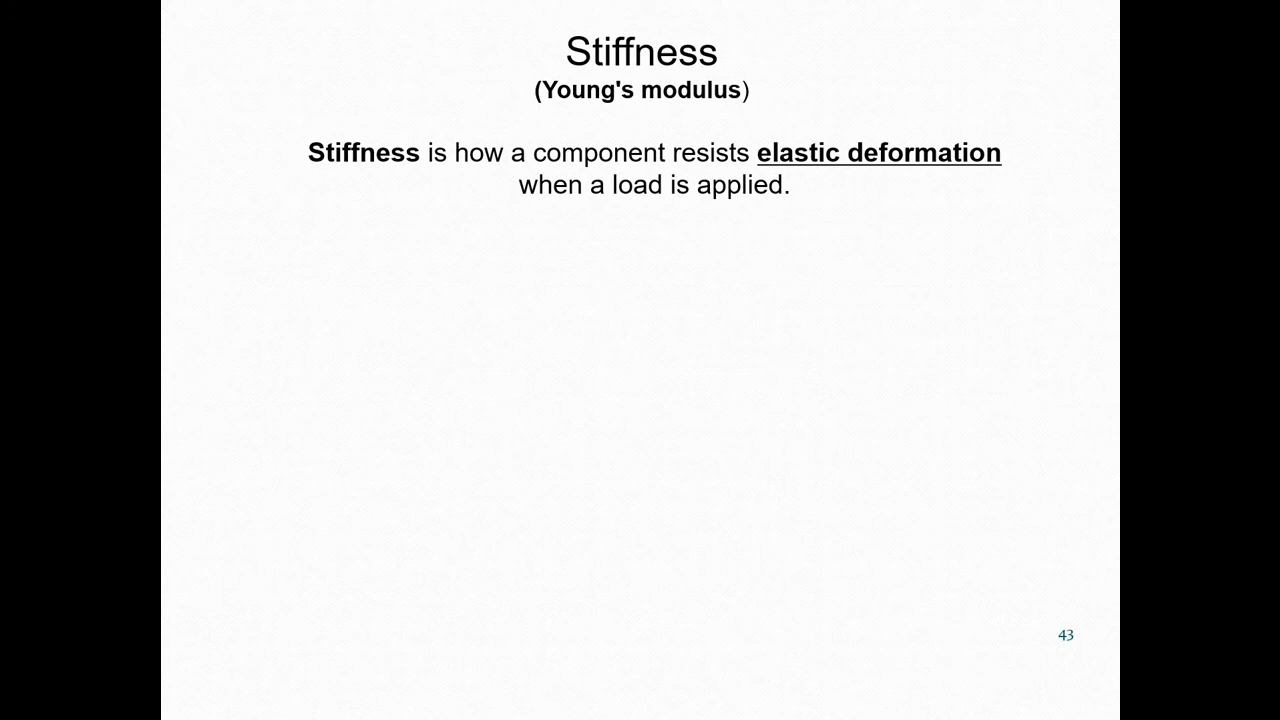 Stiffness
(Young's modulus)
Stiffness is how a component resists elastic deformation
when a load is applied.
43